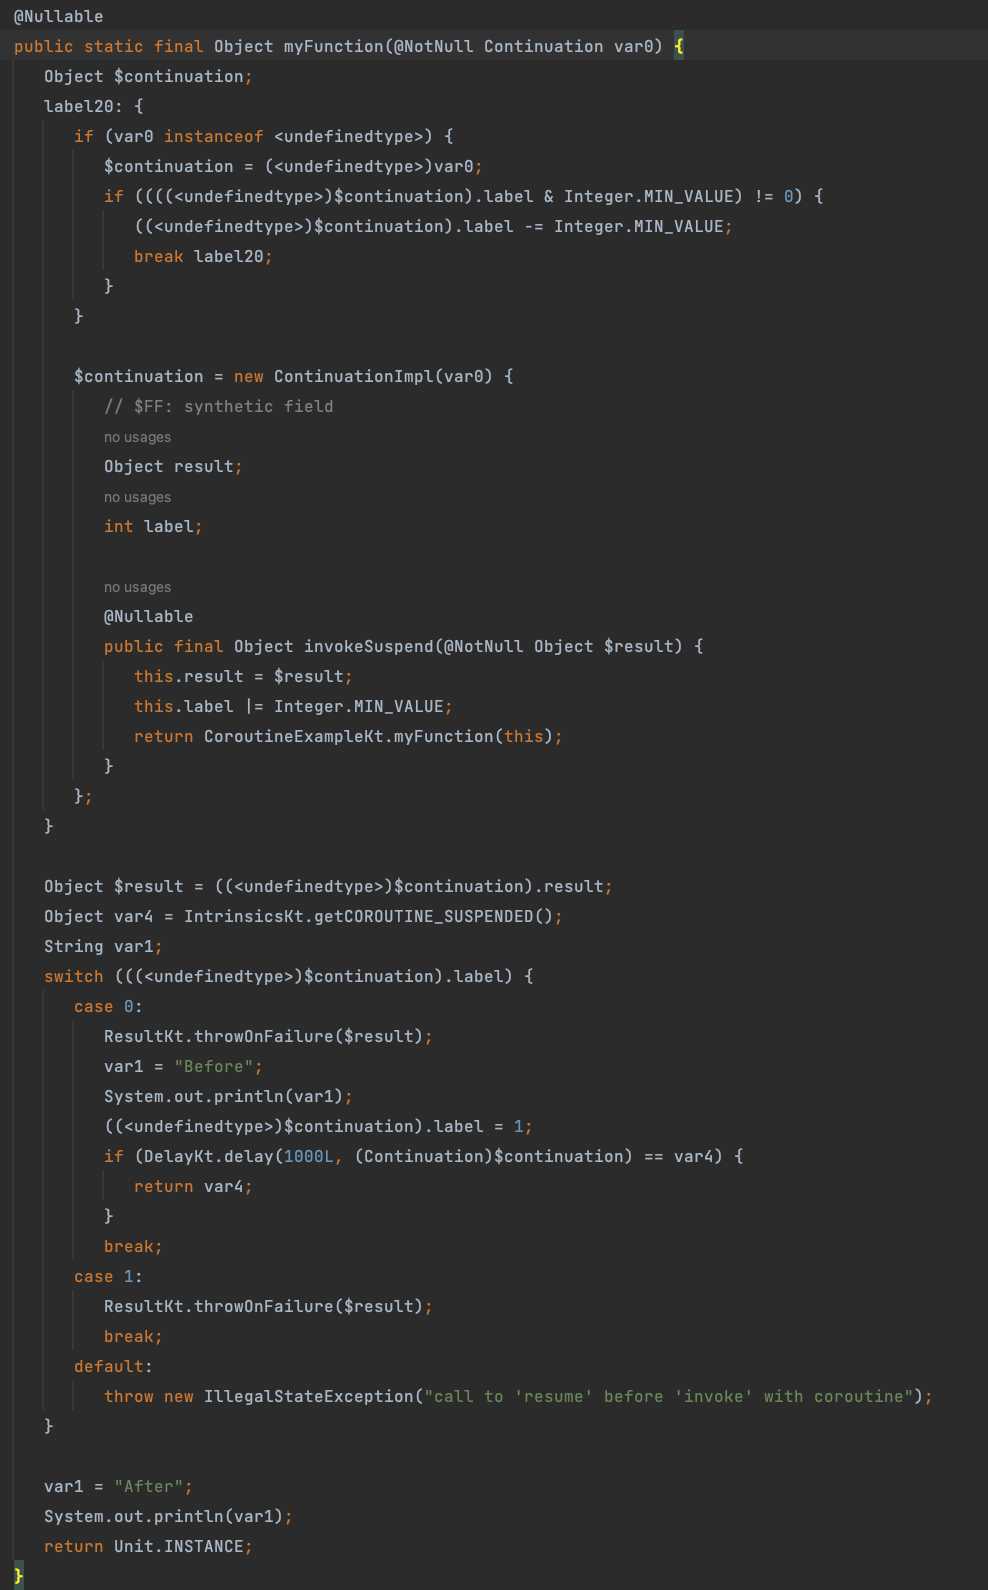 @Nullable
public static final Object myFunction(@NotNull Continuation var0) {
   Object $continuation;
   label20: {
      if (var0 instanceof <undefinedtype>) {
         $continuation = (<undefinedtype>)var0;
         if ((((<undefinedtype>)$continuation).label & Integer.MIN_VALUE) != 0) {
            ((<undefinedtype>)$continuation).label -= Integer.MIN_VALUE;
            break label20;
         }
      }

      $continuation = new ContinuationImpl(var0) {
         // $FF: synthetic field
         no usages
         Object result;
         no usages
         int label;

         no usages
         @Nullable
         public final Object invokeSuspend(@NotNull Object $result) {
            this.result = $result;
            this.label |= Integer.MIN_VALUE;
            return CoroutineExampleKt.myFunction(this);
         }
      };
   }

   Object $result = ((<undefinedtype>)$continuation).result;
   Object var4 = IntrinsicsKt.getCOROUTINE_SUSPENDED();
   String var1;
   switch (((<undefinedtype>)$continuation).label) {
      case 0:
         ResultKt.throwOnFailure($result);
         var1 = "Before";
         System.out.println(var1);
         ((<undefinedtype>)$continuation).label = 1;
         if (DelayKt.delay(1000L, (Continuation)$continuation) == var4) {
            return var4;
         }
         break;
      case 1:
         ResultKt.throwOnFailure($result);
         break;
      default:
         throw new IllegalStateException("call to 'resume' before 'invoke' with coroutine");
   }

   var1 = "After";
   System.out.println(var1);
   return Unit.INSTANCE;
}